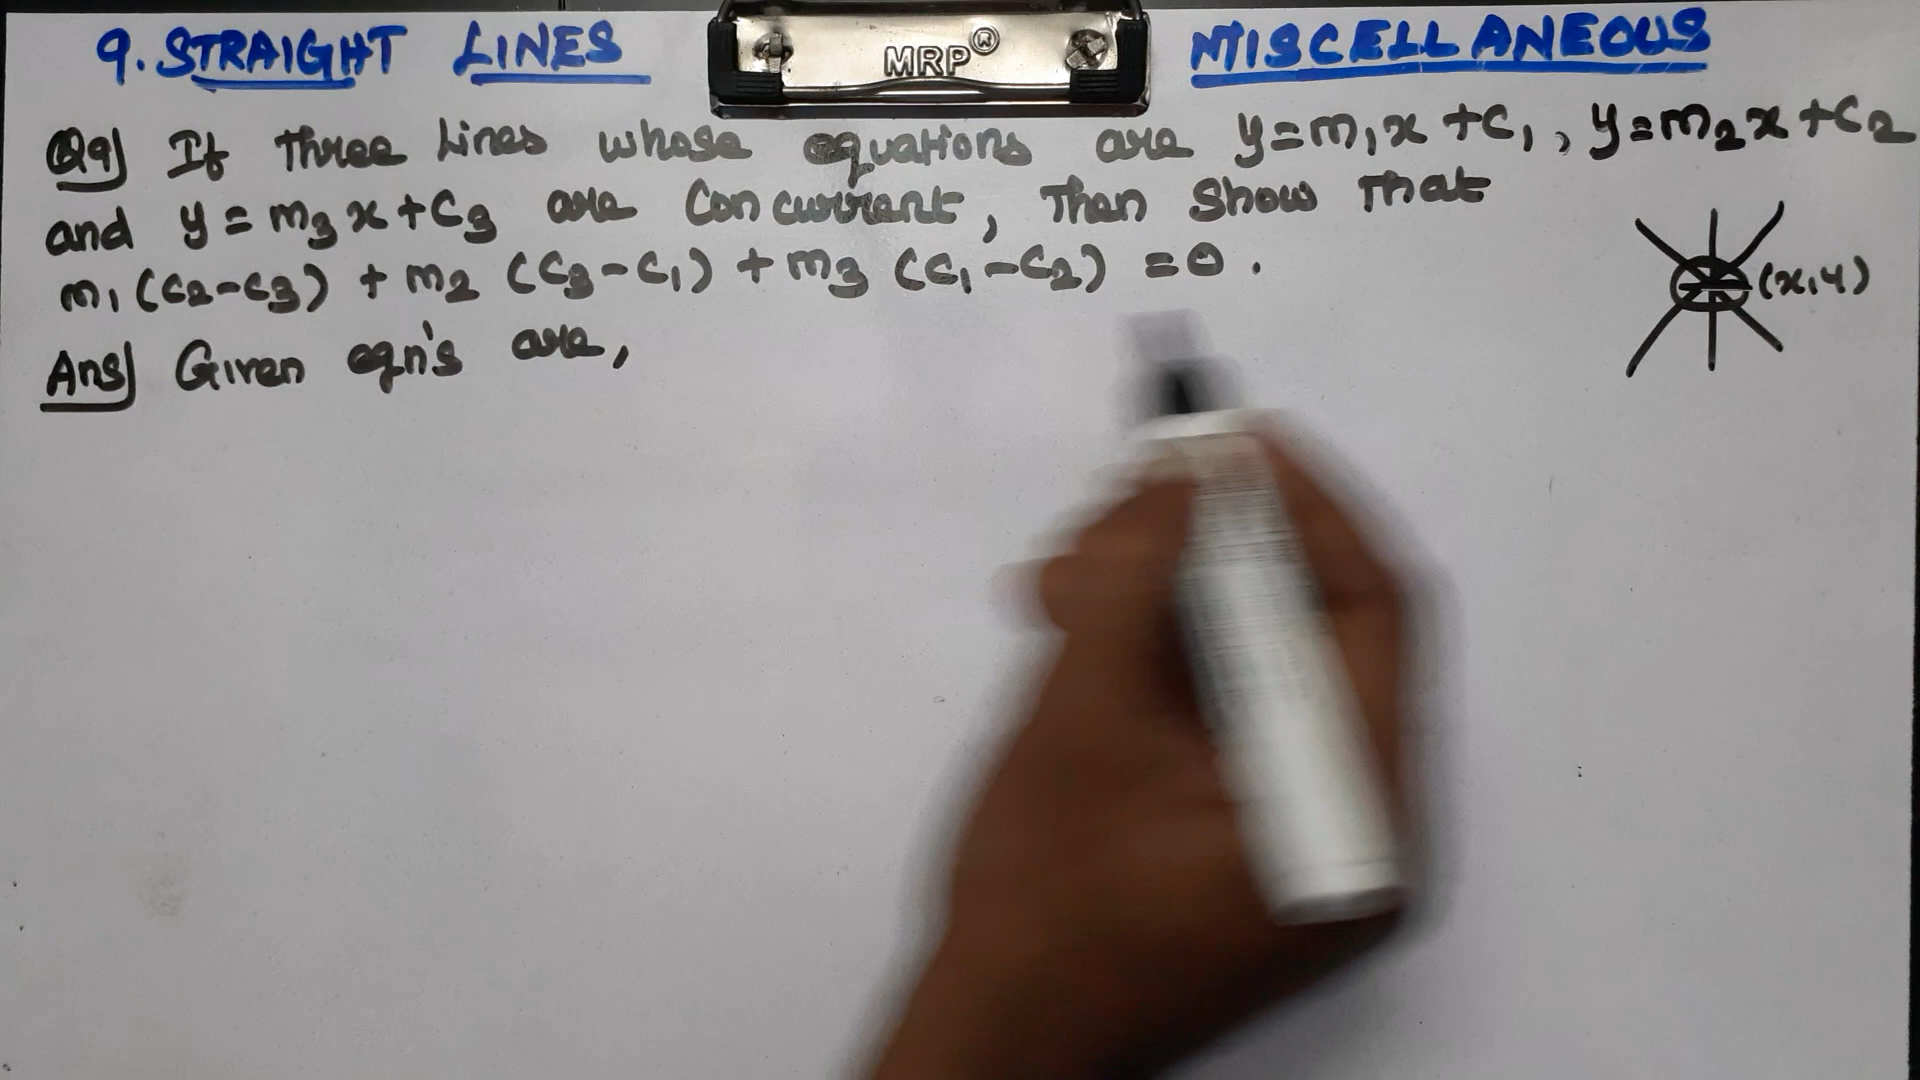 9. STRAIGHT LINES
MRP®
MISCELLANEOUS
Q9) If three lines whose equations are y=m₁x+c₁, y=m₂x+c₂
and y=m₃x+c₃ are concurrent, then show that
m₁(c₂-c₃)+m₂(c₃-c₁)+m₃(c₁-c₂)=0.
(x,y)
Ans) Given eqn's are,